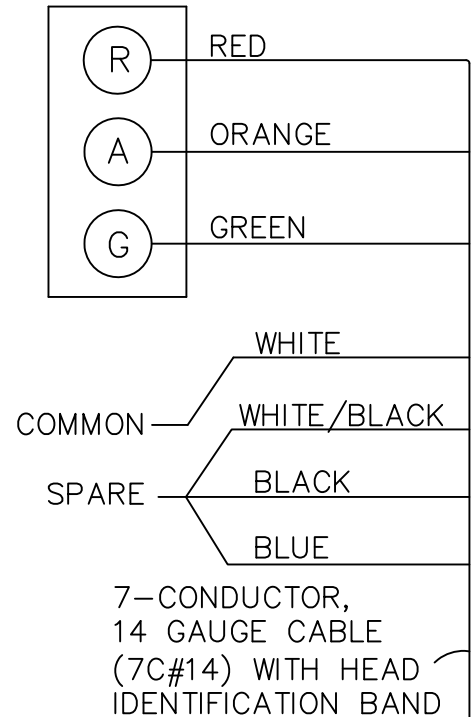 R RED
A ORANGE
G GREEN
WHITE
COMMON
WHITE/BLACK
SPARE
BLACK
BLUE
7-CONDUCTOR,
14 GAUGE CABLE
(7C#14) WITH HEAD
IDENTIFICATION BAND